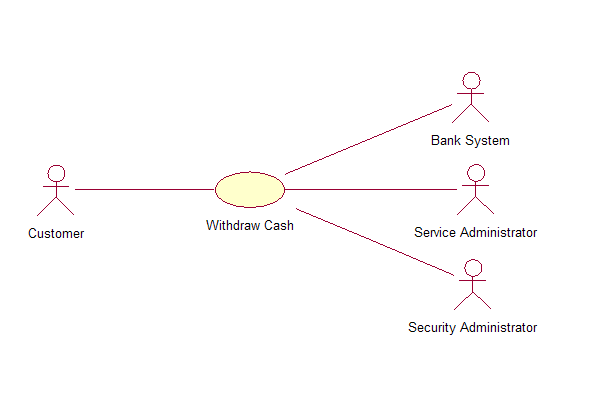 Bank System
Customer
Withdraw Cash
Service Administrator
Security Administrator